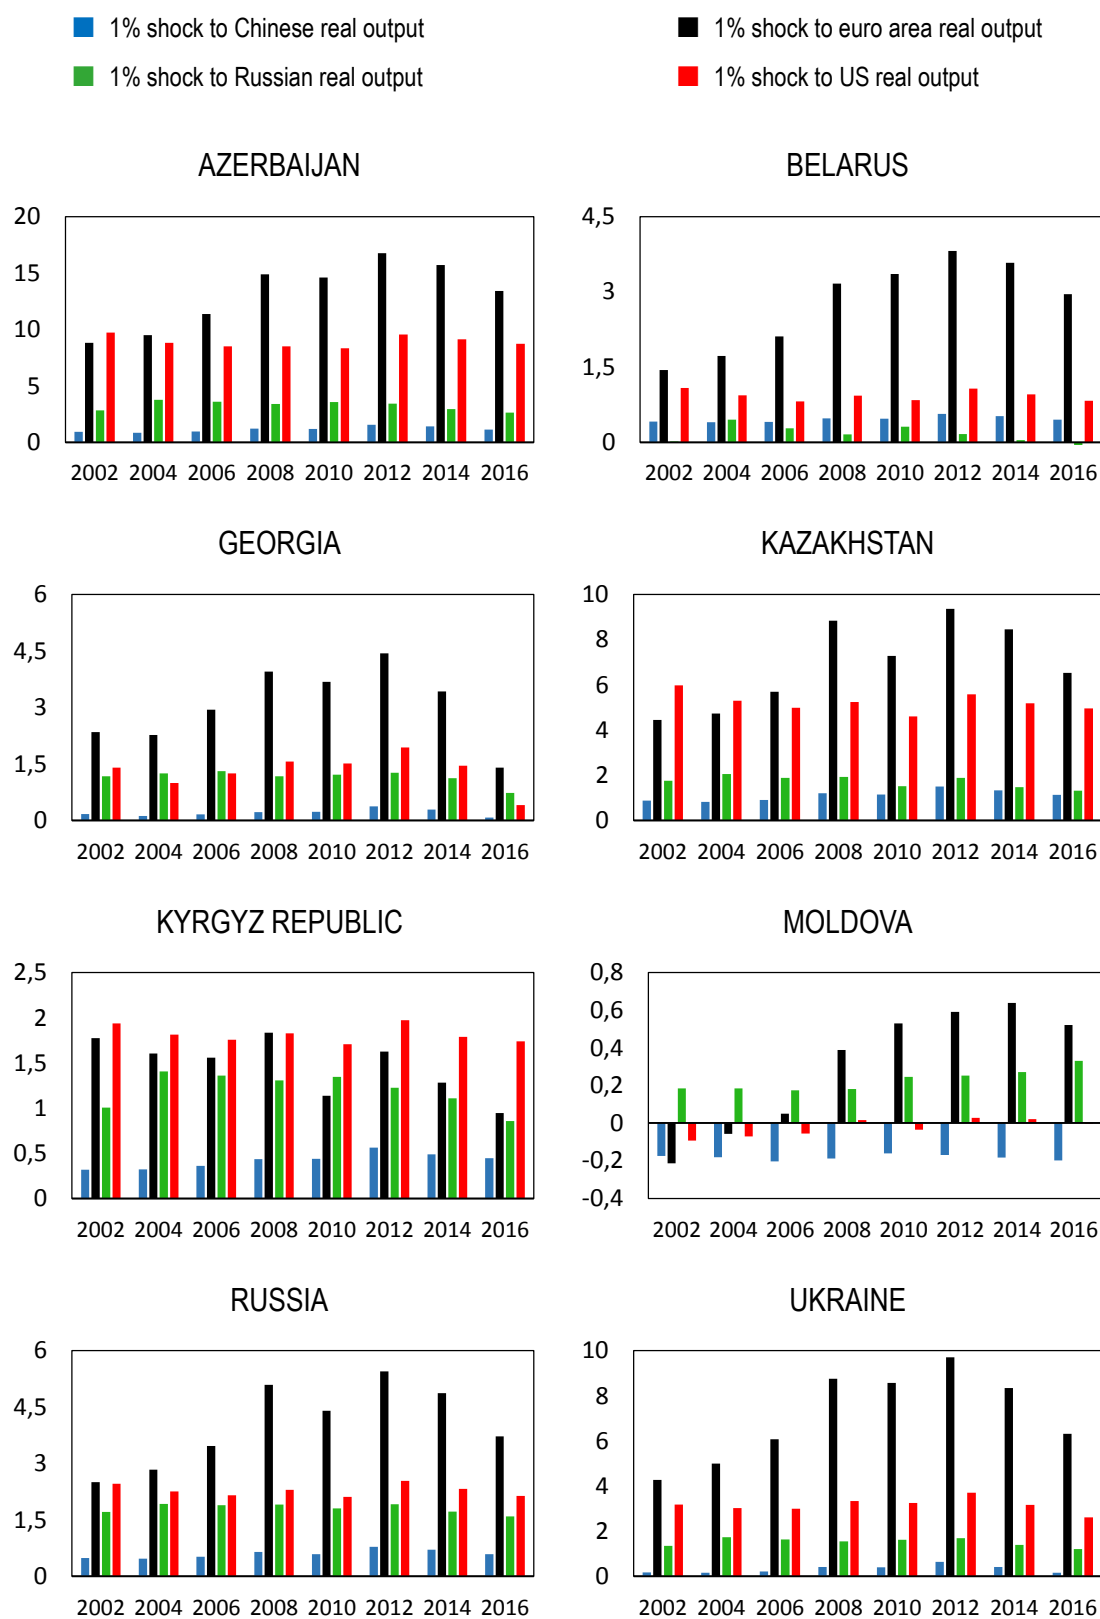 1% shock to Chinese real output
1% shock to euro area real output
1% shock to Russian real output
1% shock to US real output
AZERBAIJAN
20
15
10
5
0
2002 2004 2006 2008 2010 2012 2014 2016
BELARUS
4,5
3
1,5
0
2002 2004 2006 2008 2010 2012 2014 2016
GEORGIA
6
4,5
3
1,5
0
2002 2004 2006 2008 2010 2012 2014 2016
KAZAKHSTAN
10
8
6
4
2
0
2002 2004 2006 2008 2010 2012 2014 2016
KYRGYZ REPUBLIC
2,5
2
1,5
1
0,5
0
2002 2004 2006 2008 2010 2012 2014 2016
MOLDOVA
0,8
0,6
0,4
0,2
0
-0,2
-0,4
2002 2004 2006 2008 2010 2012 2014 2016
RUSSIA
6
4,5
3
1,5
0
2002 2004 2006 2008 2010 2012 2014 2016
UKRAINE
10
8
6
4
2
0
2002 2004 2006 2008 2010 2012 2014 2016